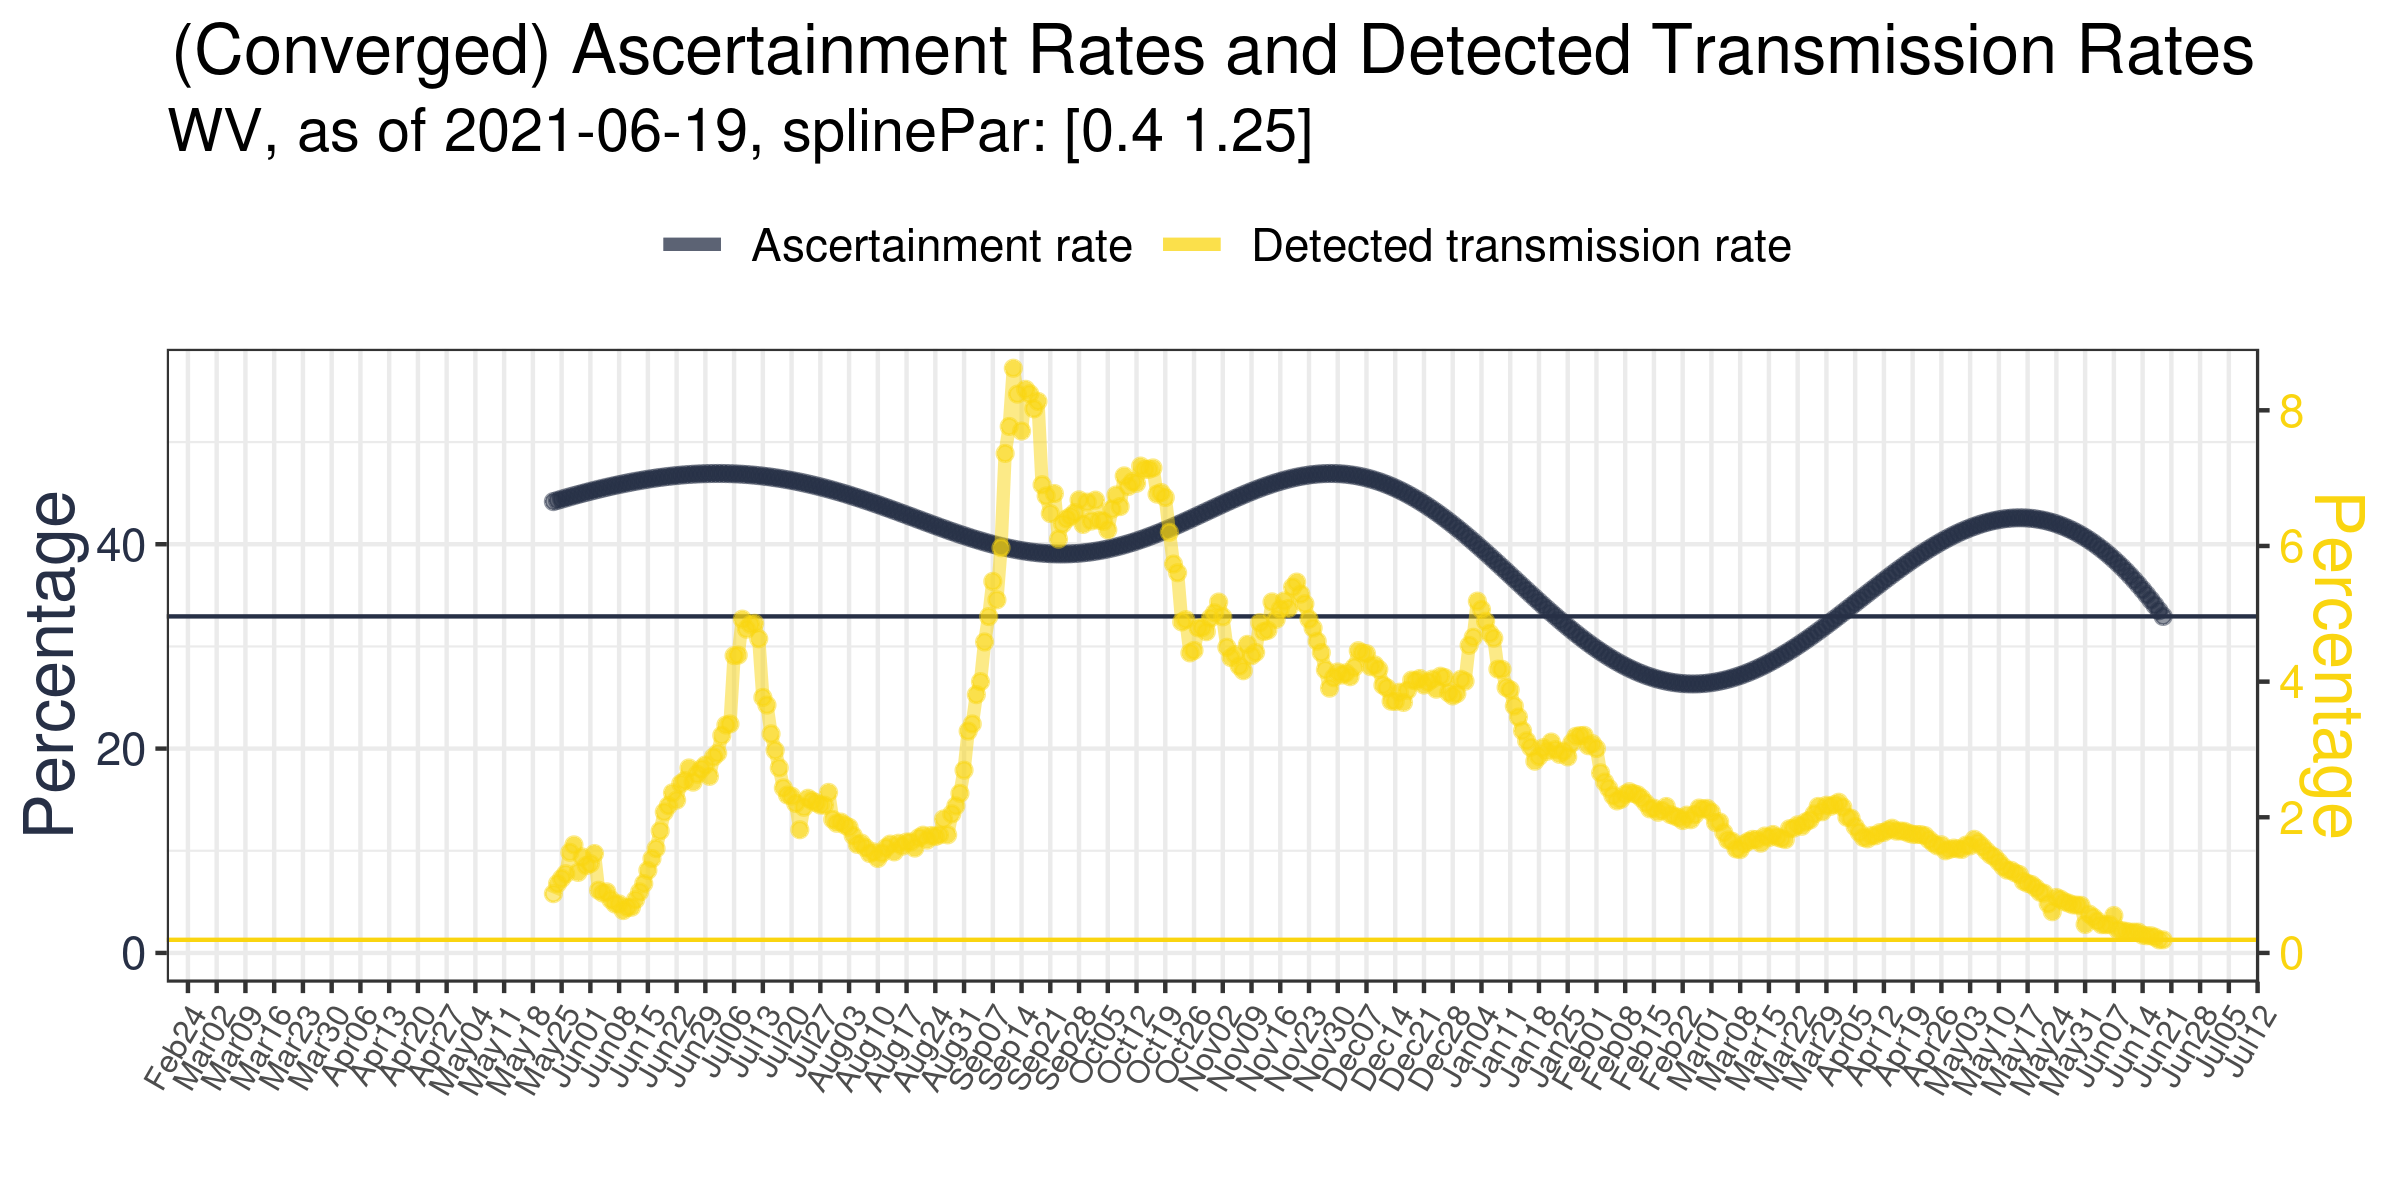 (Converged) Ascertainment Rates and Detected Transmission Rates
WV, as of 2021-06-19, splinePar: [0.4 1.25]
Ascertainment rate
Detected transmission rate
Percentage
40
20
0
8
6
4
2
0
Percentage
Feb24
Mar02
Mar09
Mar16
Mar23
Mar30
Apr06
Apr13
Apr20
Apr27
May04
May11
May18
May25
Jun01
Jun08
Jun15
Jun22
Jun29
Jul06
Jul13
Jul20
Jul27
Aug03
Aug10
Aug17
Aug24
Aug31
Sep07
Sep14
Sep21
Sep28
Oct05
Oct12
Oct19
Oct26
Nov02
Nov09
Nov16
Nov23
Nov30
Dec07
Dec14
Dec21
Dec28
Jan04
Jan11
Jan18
Jan25
Feb01
Feb08
Feb15
Feb22
Mar01
Mar08
Mar15
Mar22
Mar29
Apr05
Apr12
Apr19
Apr26
May03
May10
May17
May24
May31
Jun07
Jun14
Jun21
Jun28
Jul05
Jul12